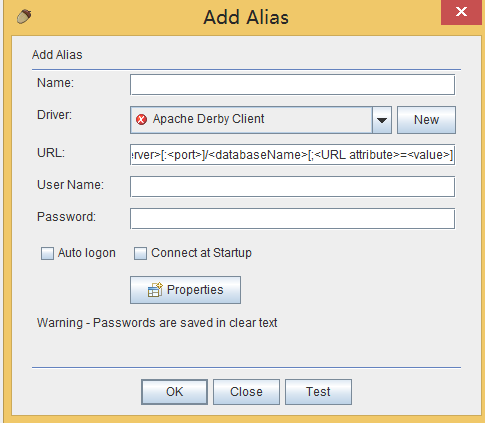 Add Alias
Add Alias
Name:
Driver: Apache Derby Client New
URL: rver>[:<port>]/<databaseName>[;<URL attribute>=<value>]
User Name:
Password:
Auto logon Connect at Startup
Properties
Warning - Passwords are saved in clear text
OK Close Test